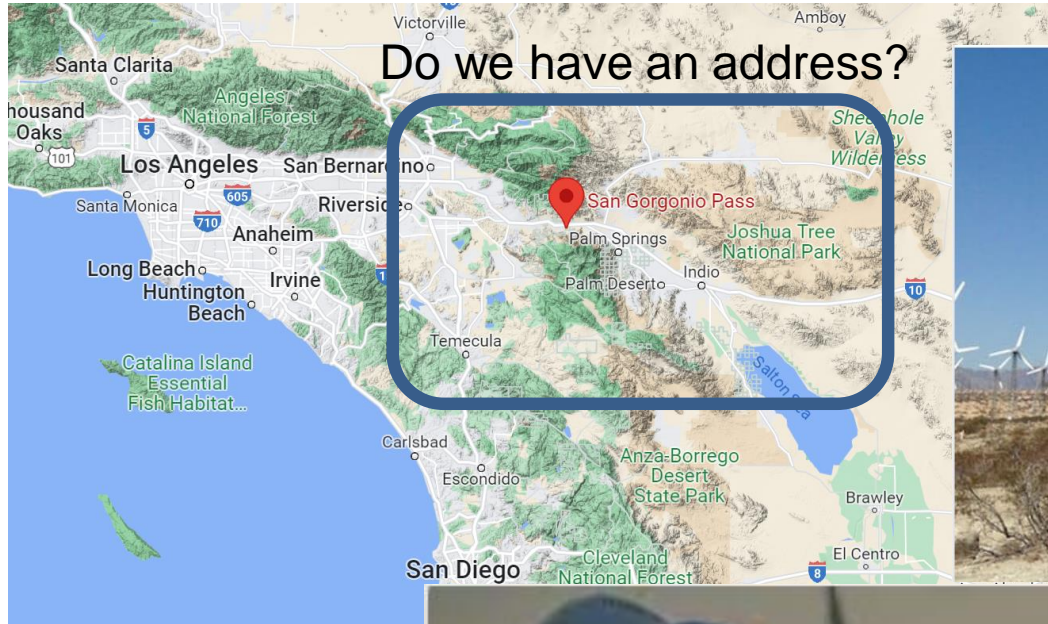 Victorville
Amboy
Do we have an address?
Santa Clarita
Angeles
National Forest
housand
Oaks
101
5
Sheephole
Valley
Wilderness
Los Angeles
San Bernardino
605
Santa Monica
710
Riverside
San Gorgonio Pass
Anaheim
Palm Springs
Joshua Tree
National Park
Long Beach
Irvine
Palm Desert
Indio
10
Huntington
Beach
Temecula
Salton Sea
Catalina Island
Essential
Fish Habitat...
Carlsbad
Escondido
Anza-Borrego
Desert
State Park
Brawley
El Centro
San Diego
Cleveland
National Forest
8